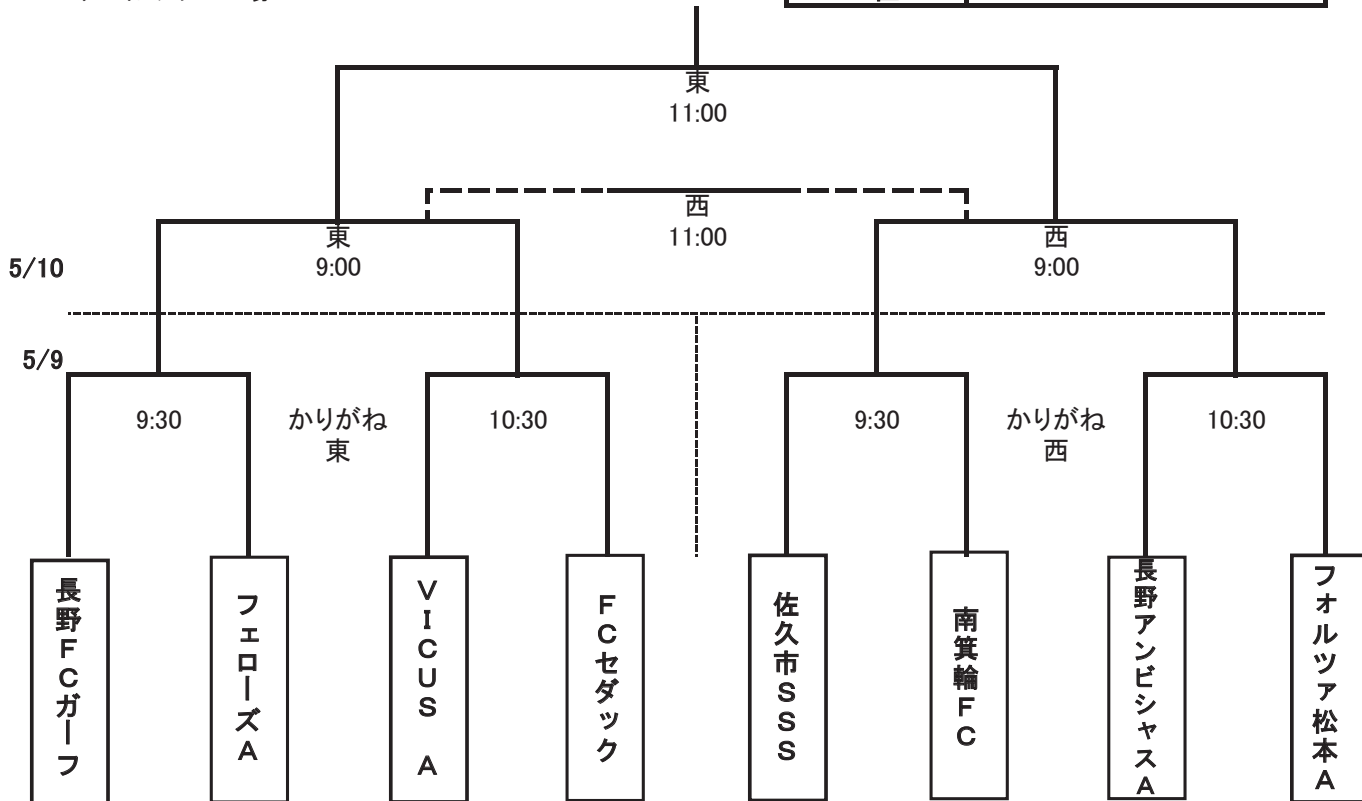 東
11:00
西
11:00
東
9:00
西
9:00
5/10
5/9
9:30
かりがね
東
10:30
9:30
かりがね
西
10:30
長野FCガーフ
フェローズA
VICUS A
FCセダック
佐久市SSS
南箕輪FC
長野アンビシャスA
フォルツァ松本A